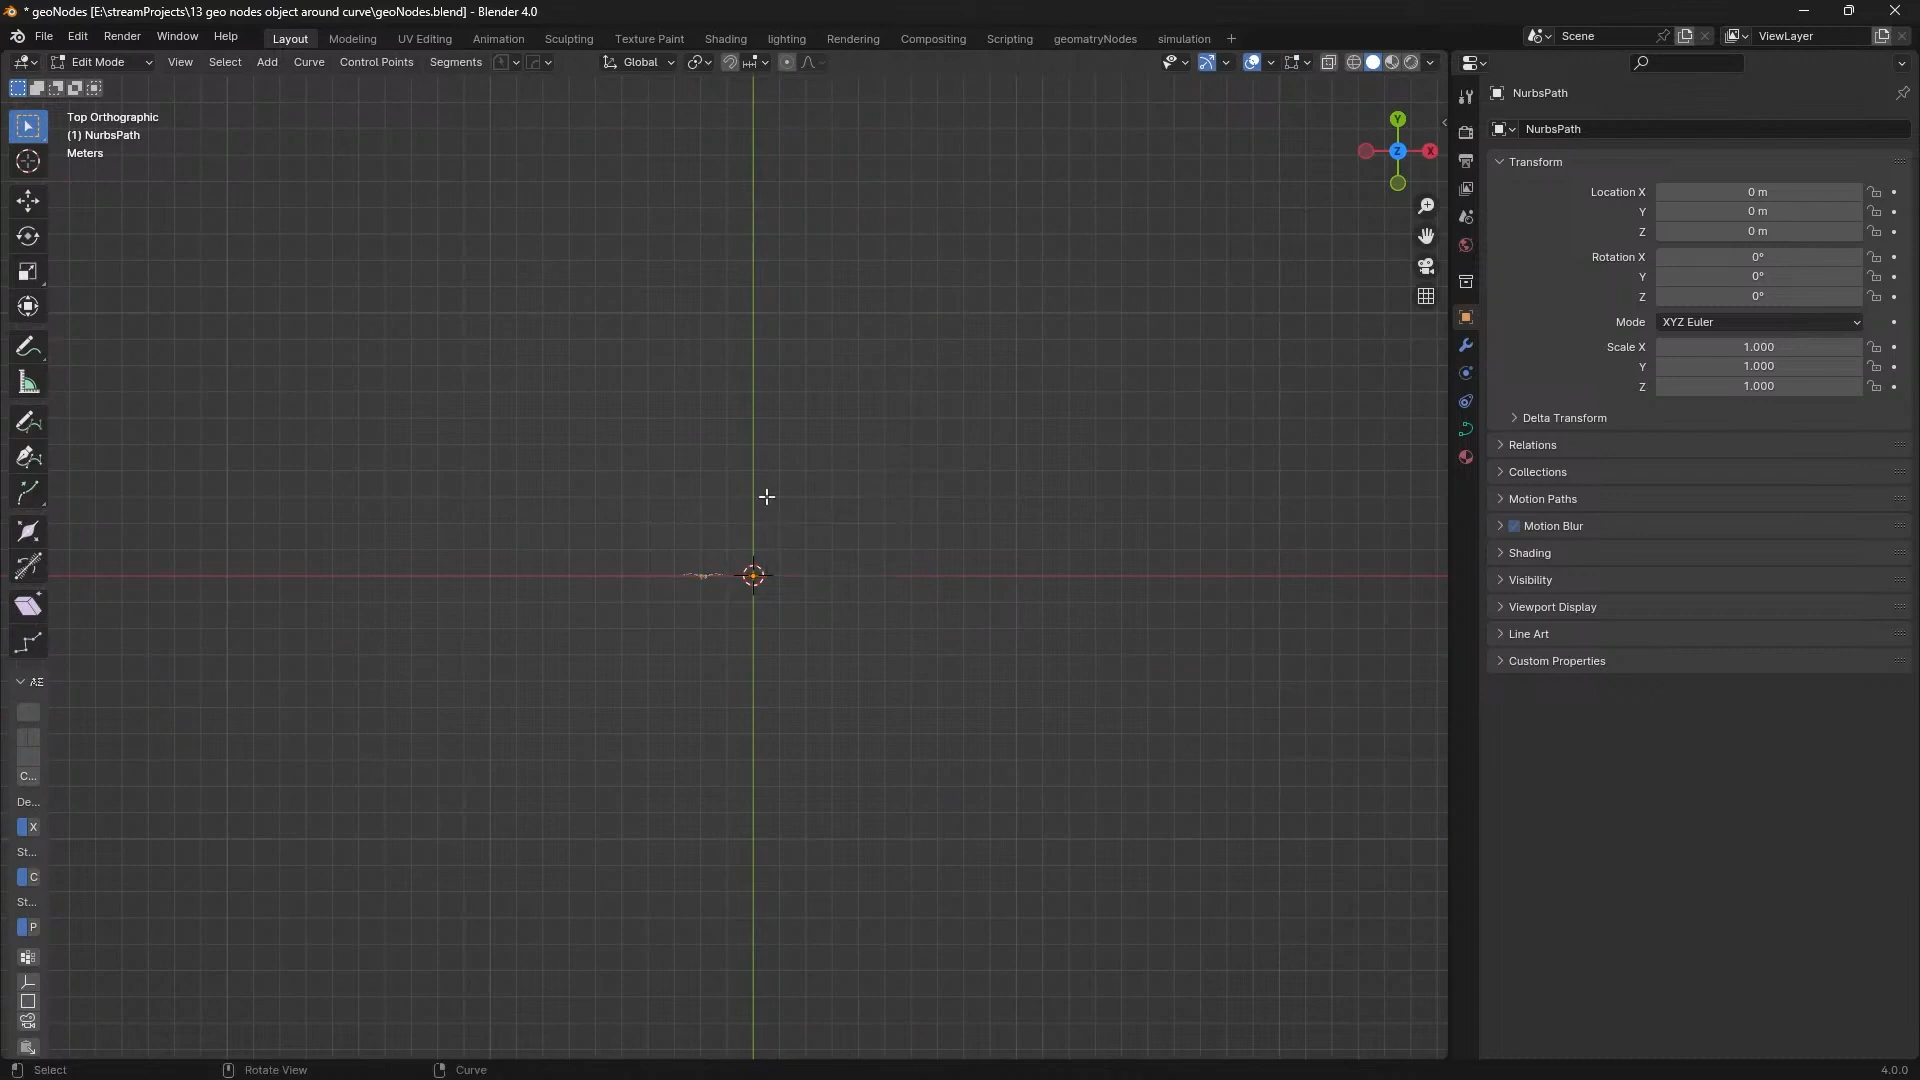 * geoNodes [E:\streamProjects\13 geo nodes object around curve\geoNodes.blend] - Blender 4.0
File Edit Render Window Help Layout Modeling UV Editing Animation Sculpting Texture Paint Shading lighting Rendering Compositing Scripting geomatryNodes simulation + Scene ViewLayer
Edit Mode View Select Add Curve Control Points Segments Global
Top Orthographic
(1) NurbsPath
Meters
Y
Z X
NurbsPath
NurbsPath
Transform
Location X 0 m
Y 0 m
Z 0 m
Rotation X 0°
Y 0°
Z 0°
Mode XYZ Euler
Scale X 1.000
Y 1.000
Z 1.000
Delta Transform
Relations
Collections
Motion Paths
Motion Blur
Shading
Visibility
Viewport Display
Line Art
Custom Properties
AE
C...
De...
X
St...
C
St...
P
Select Rotate View Curve 4.0.0